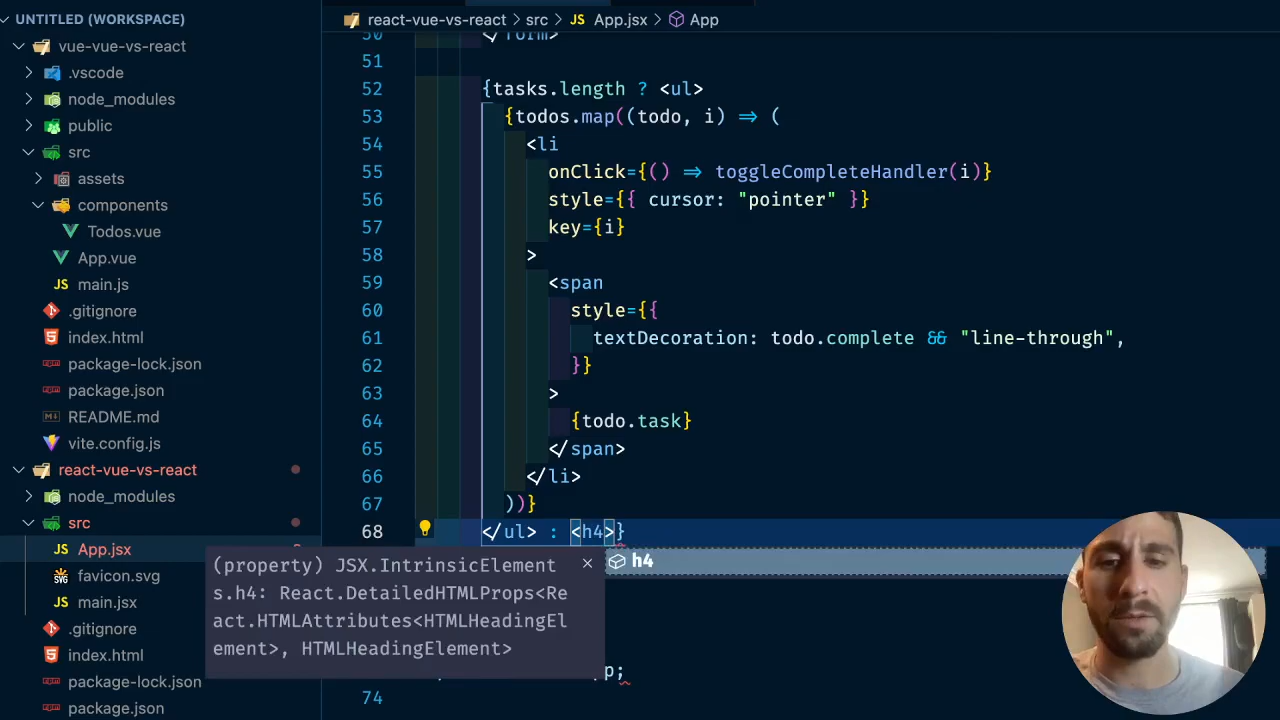 UNTITLED (WORKSPACE)
vue-vue-vs-react
.vscode
node_modules
public
src
assets
components
Todos.vue
App.vue
JS main.js
.gitignore
index.html
package-lock.json
package.json
README.md
vite.config.js
react-vue-vs-react
node_modules
src
JS App.jsx
favicon.svg
JS main.jsx
.gitignore
index.html
package-lock.json
package.json
react-vue-vs-react > src > JS App.jsx > App
50 </form>
51
52 {tasks.length ? <ul>
53 {todos.map((todo, i) => (
54 <li
55 onClick={() => toggleCompleteHandler(i)}
56 style={{ cursor: "pointer" }}
57 key={i}
58 >
59 <span
60 style={{
61 textDecoration: todo.complete && "line-through",
62 }}
63 >
64 {todo.task}
65 </span>
66 </li>
67 ))}
68 </ul> : <h4>}
h4
(property) JSX.IntrinsicElement
s.h4: React.DetailedHTMLProps<Re
act.HTMLAttributes<HTMLHeadingEl
ement>, HTMLHeadingElement>
p;
74